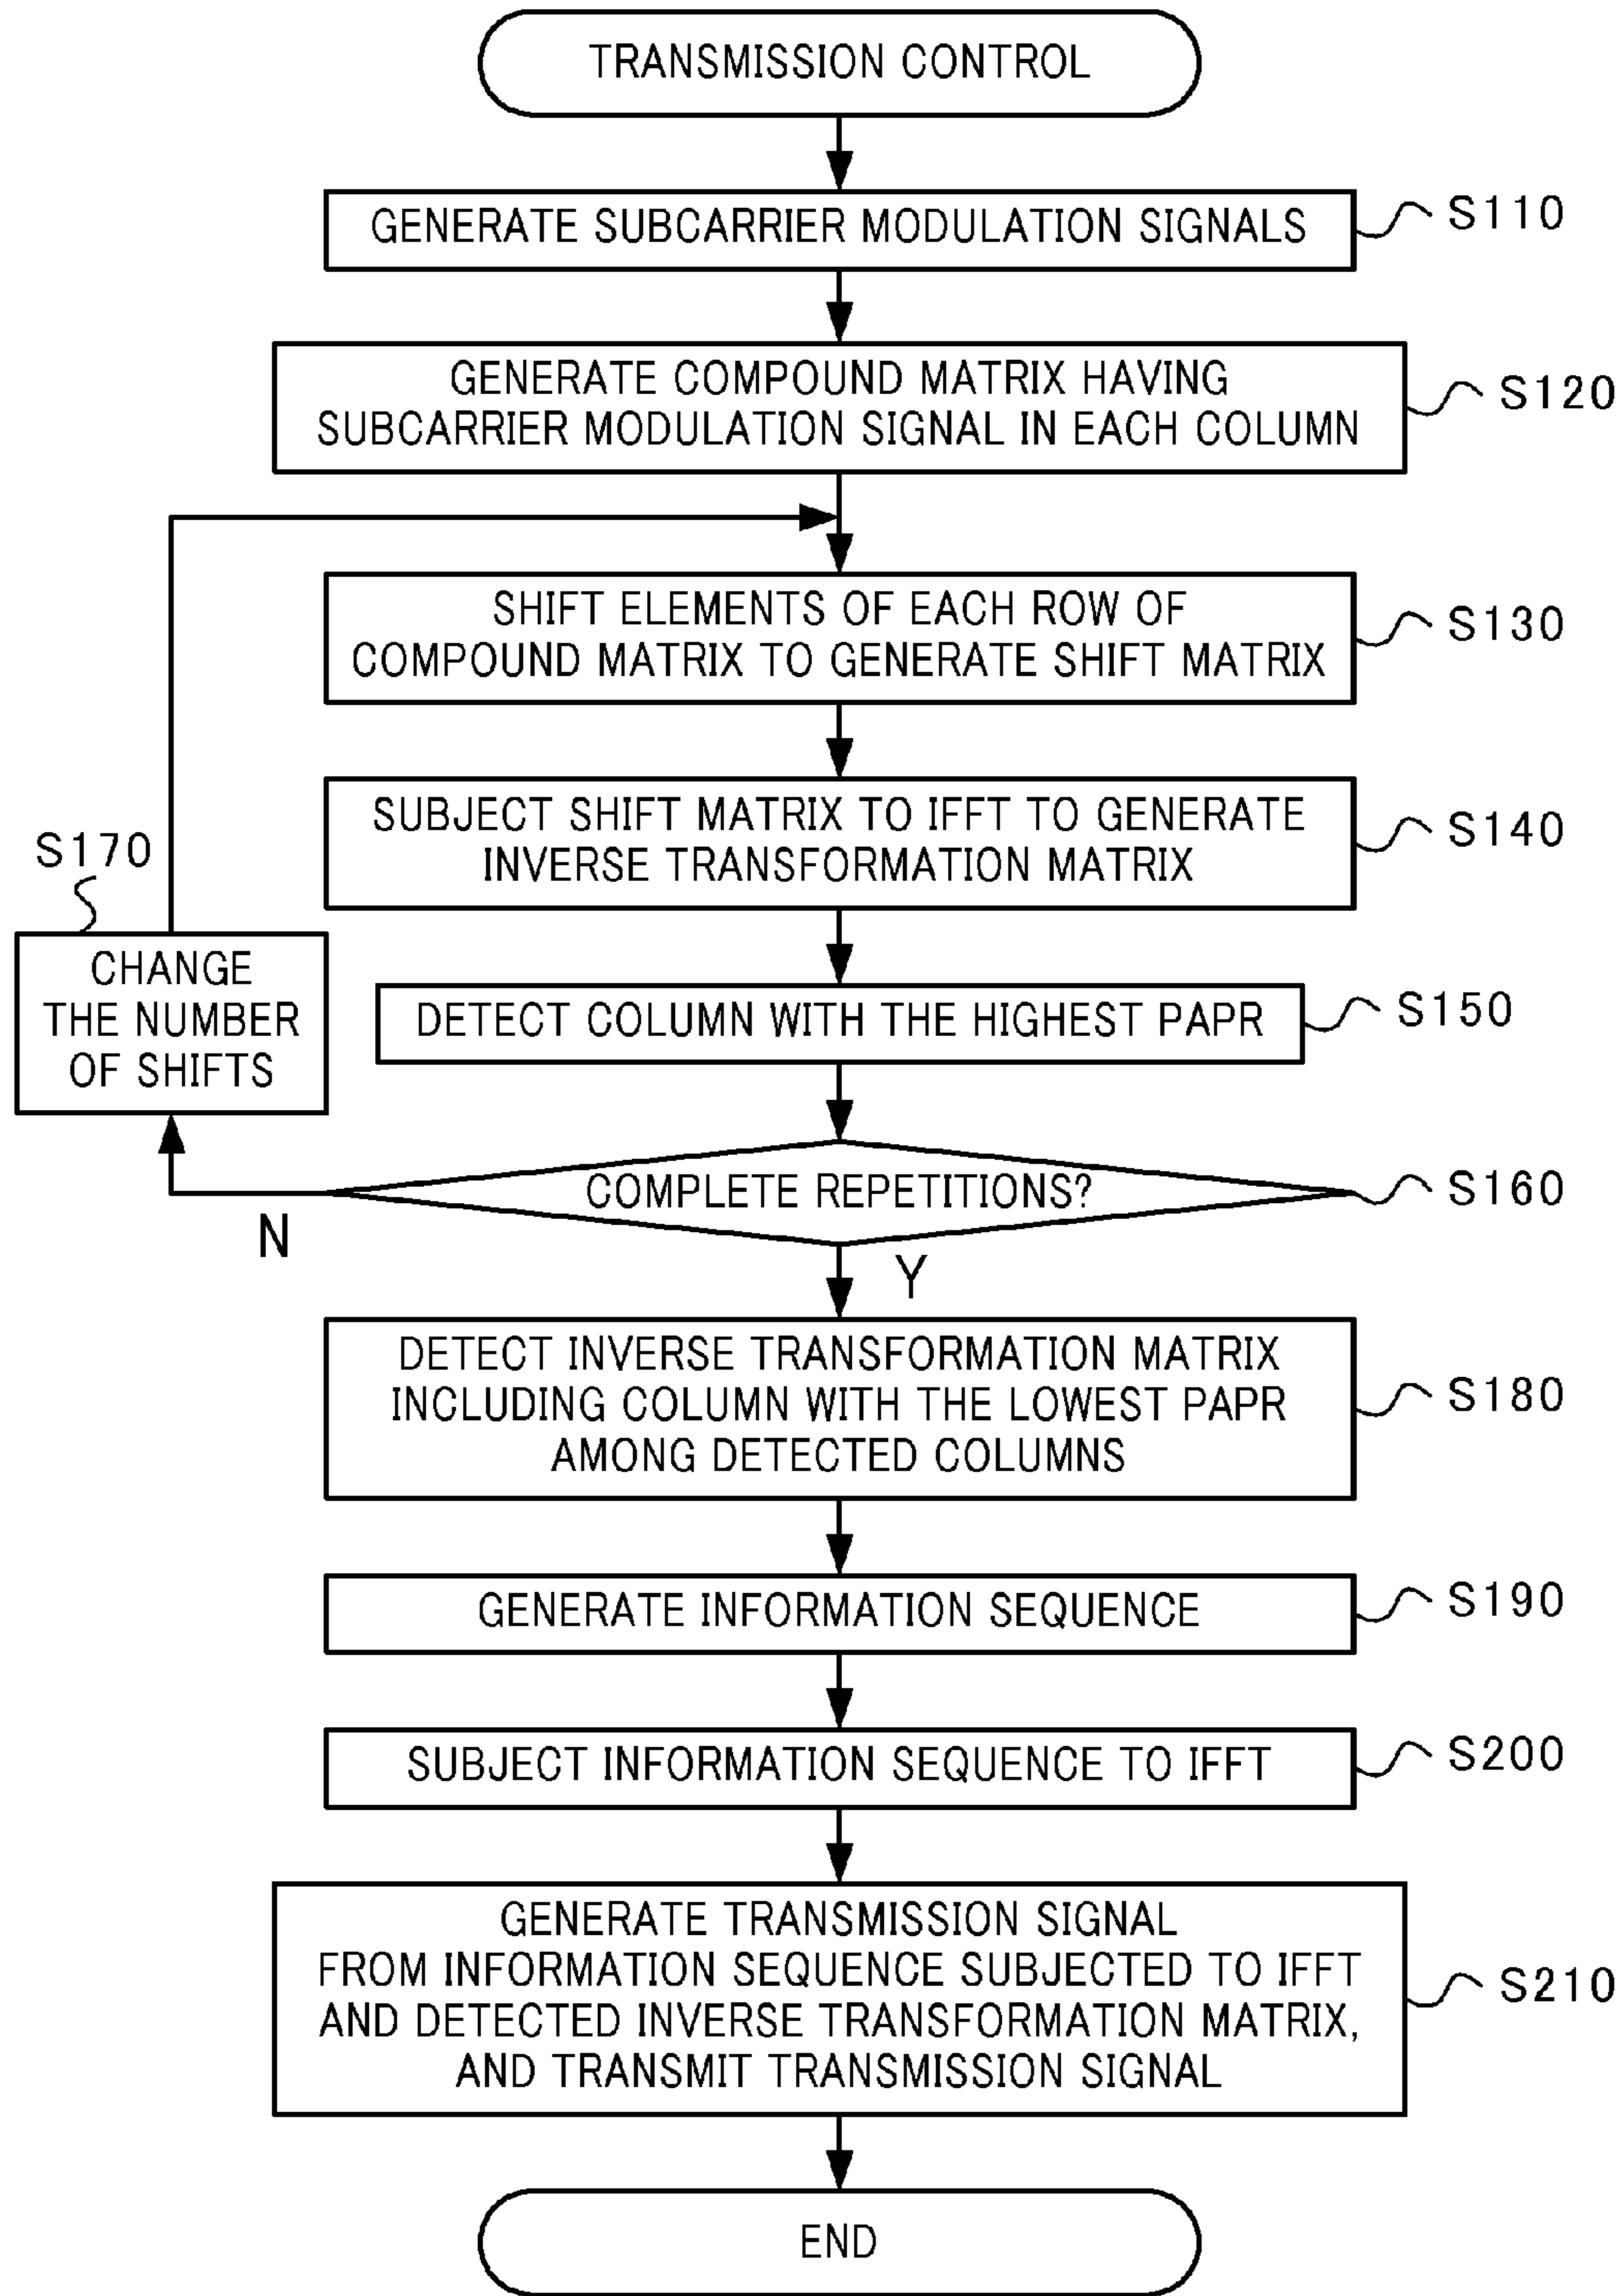 TRANSMISSION CONTROL
GENERATE SUBCARRIER MODULATION SIGNALS
S110
GENERATE COMPOUND MATRIX HAVING
SUBCARRIER MODULATION SIGNAL IN EACH COLUMN
S120
SHIFT ELEMENTS OF EACH ROW OF
COMPOUND MATRIX TO GENERATE SHIFT MATRIX
S130
SUBJECT SHIFT MATRIX TO IFFT TO GENERATE
INVERSE TRANSFORMATION MATRIX
S140
S170
CHANGE
THE NUMBER
OF SHIFTS
DETECT COLUMN WITH THE HIGHEST PAPR
S150
COMPLETE REPETITIONS?
S160
N
Y
DETECT INVERSE TRANSFORMATION MATRIX
INCLUDING COLUMN WITH THE LOWEST PAPR
AMONG DETECTED COLUMNS
S180
GENERATE INFORMATION SEQUENCE
S190
SUBJECT INFORMATION SEQUENCE TO IFFT
S200
GENERATE TRANSMISSION SIGNAL
FROM INFORMATION SEQUENCE SUBJECTED TO IFFT
AND DETECTED INVERSE TRANSFORMATION MATRIX,
AND TRANSMIT TRANSMISSION SIGNAL
S210
END